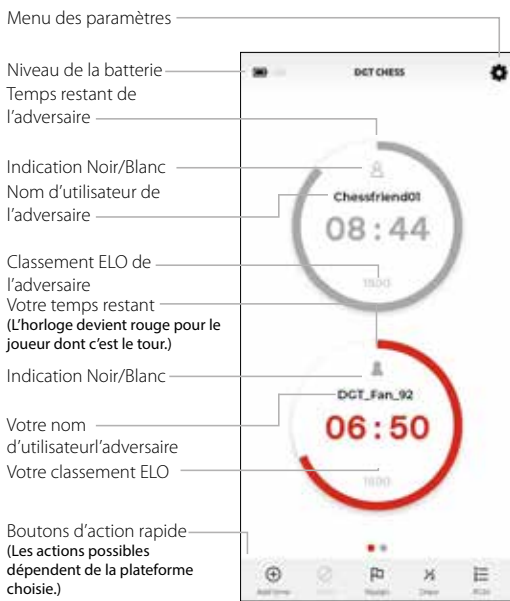 Menu des paramètres
Niveau de la batterie
DGT CHESS
Temps restant de
l'adversaire
Indication Noir/Blanc
Nom d'utilisateur de
l'adversaire
Chessfriend01
08 : 44
Classement ELO de
l'adversaire
1500
Votre temps restant
(L'horloge devient rouge pour le
joueur dont c'est le tour.)
Indication Noir/Blanc
DGT_Fan_92
Votre nom
d'utilisateurl'adversaire
06 : 50
Votre classement ELO
1600
Boutons d'action rapide
(Les actions possibles
dépendent de la plateforme
choisie.)
Add time
Resign
Draw